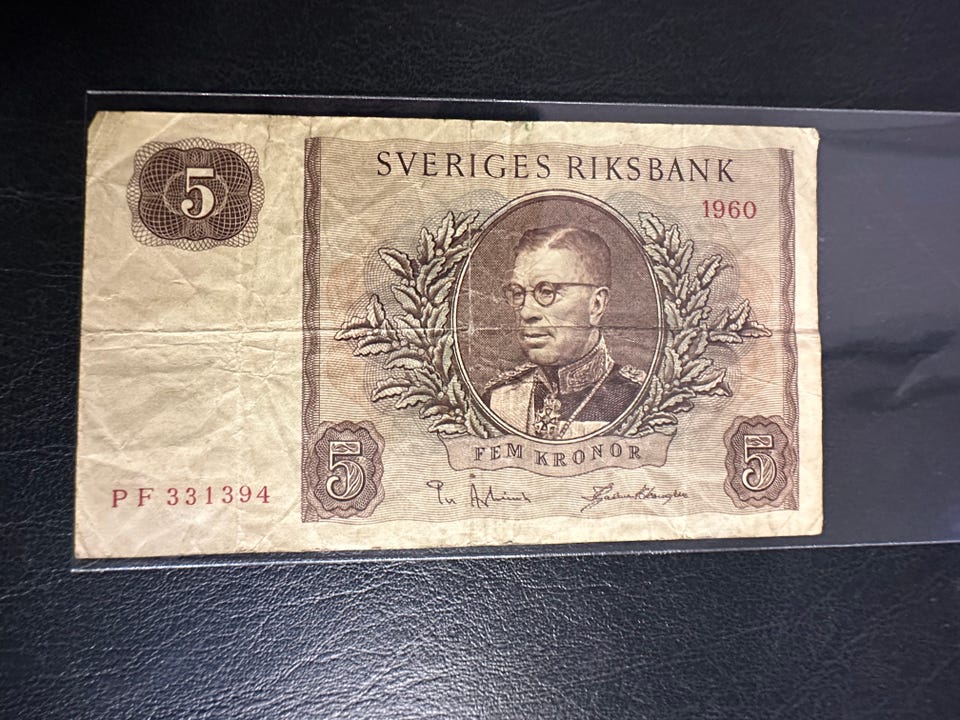 5
SVERIGES RIKSBANK
1960
FEM KRONOR
5
5
PF 331394